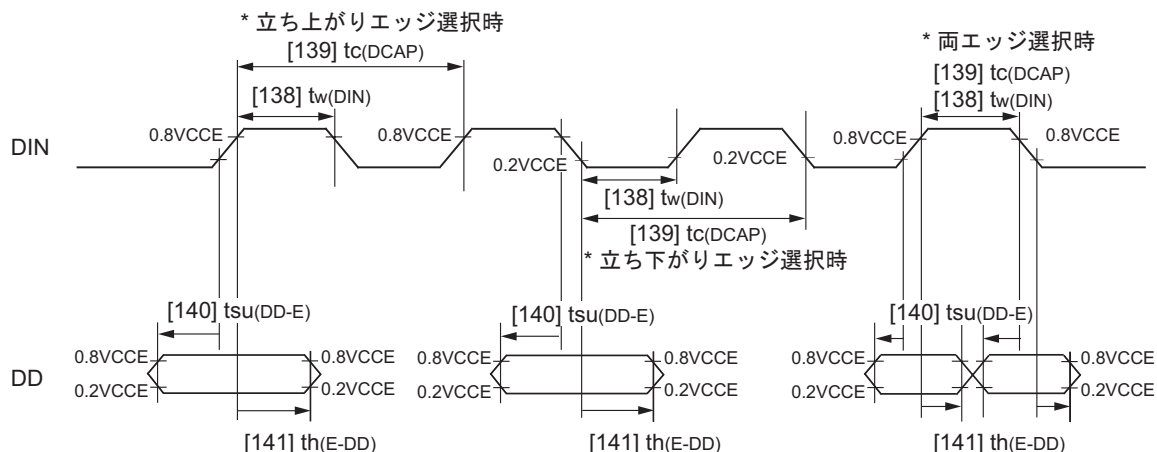 * 立ち上がりエッジ選択時
[139] tc(DCAP)
[138] tw(DIN)
* 両エッジ選択時
[139] tc(DCAP)
[138] tw(DIN)
DIN
0.8VCCE
0.8VCCE
0.2VCCE
0.2VCCE
0.8VCCE
0.8VCCE
[138] tw(DIN)
[139] tc(DCAP)
* 立ち下がりエッジ選択時
[140] tsu(DD-E)
[140] tsu(DD-E)
[140] tsu(DD-E)
DD
0.8VCCE
0.8VCCE
0.8VCCE
0.8VCCE
0.8VCCE
0.8VCCE
0.2VCCE
0.2VCCE
0.2VCCE
0.2VCCE
0.2VCCE
0.2VCCE
[141] th(E-DD)
[141] th(E-DD)
[141] th(E-DD)